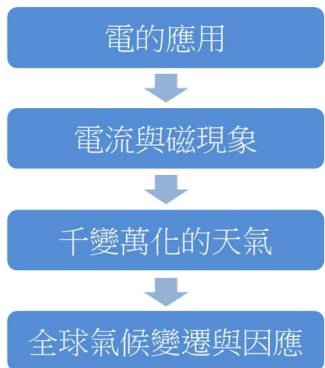 電的應用
電流與磁現象
千變萬化的天氣
全球氣候變遷與因應